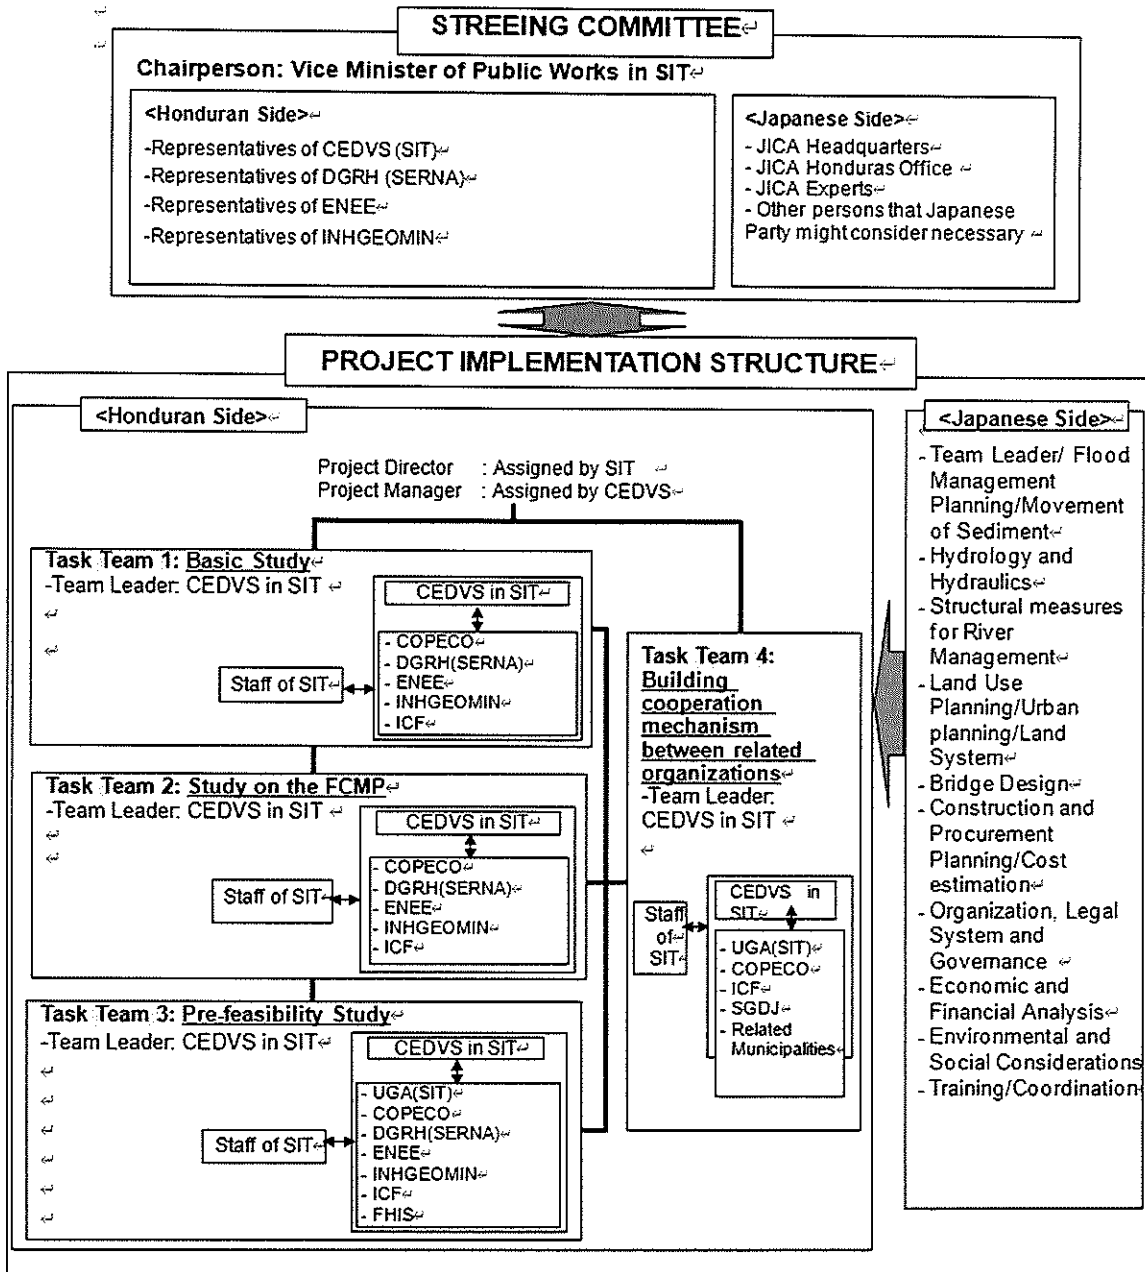 STREEING COMMITTEE
Chairperson: Vice Minister of Public Works in SIT
<Honduran Side>
-Representatives of CEDVS (SIT)
-Representatives of DGRH (SERNA)
-Representatives of ENEE
-Representatives of INHGEOMIN
<Japanese Side>
- JICA Headquarters
- JICA Honduras Office
- JICA Experts
- Other persons that Japanese
Party might consider necessary
PROJECT IMPLEMENTATION STRUCTURE
<Honduran Side>
Project Director : Assigned by SIT
Project Manager : Assigned by CEDVS
Task Team 1: Basic Study
-Team Leader: CEDVS in SIT
CEDVS in SIT
- COPECO
- DGRH(SERNA)
- ENEE
- INHGEOMIN
- ICF
Staff of SIT
Task Team 2: Study on the FCMP
-Team Leader: CEDVS in SIT
CEDVS in SIT
- COPECO
- DGRH(SERNA)
- ENEE
- INHGEOMIN
- ICF
Staff of SIT
Task Team 3: Pre-feasibility Study
-Team Leader: CEDVS in SIT
CEDVS in SIT
- UGA(SIT)
- COPECO
- DGRH(SERNA)
- ENEE
- INHGEOMIN
- ICF
- FHIS
Staff of SIT
Task Team 4:
Building
cooperation
mechanism
between related
organizations
-Team Leader:
CEDVS in SIT
CEDVS in
SIT
Staff
of
SIT
- UGA(SIT)
- COPECO
- ICF
- SGDJ
- Related
Municipalities
<Japanese Side>
- Team Leader/ Flood
Management
Planning/Movement
of Sediment
- Hydrology and
Hydraulics
- Structural measures
for River
Management
- Land Use
Planning/Urban
planning/Land
System
- Bridge Design
- Construction and
Procurement
Planning/Cost
estimation
- Organization, Legal
System and
Governance
- Economic and
Financial Analysis
- Environmental and
Social Considerations
- Training/Coordination